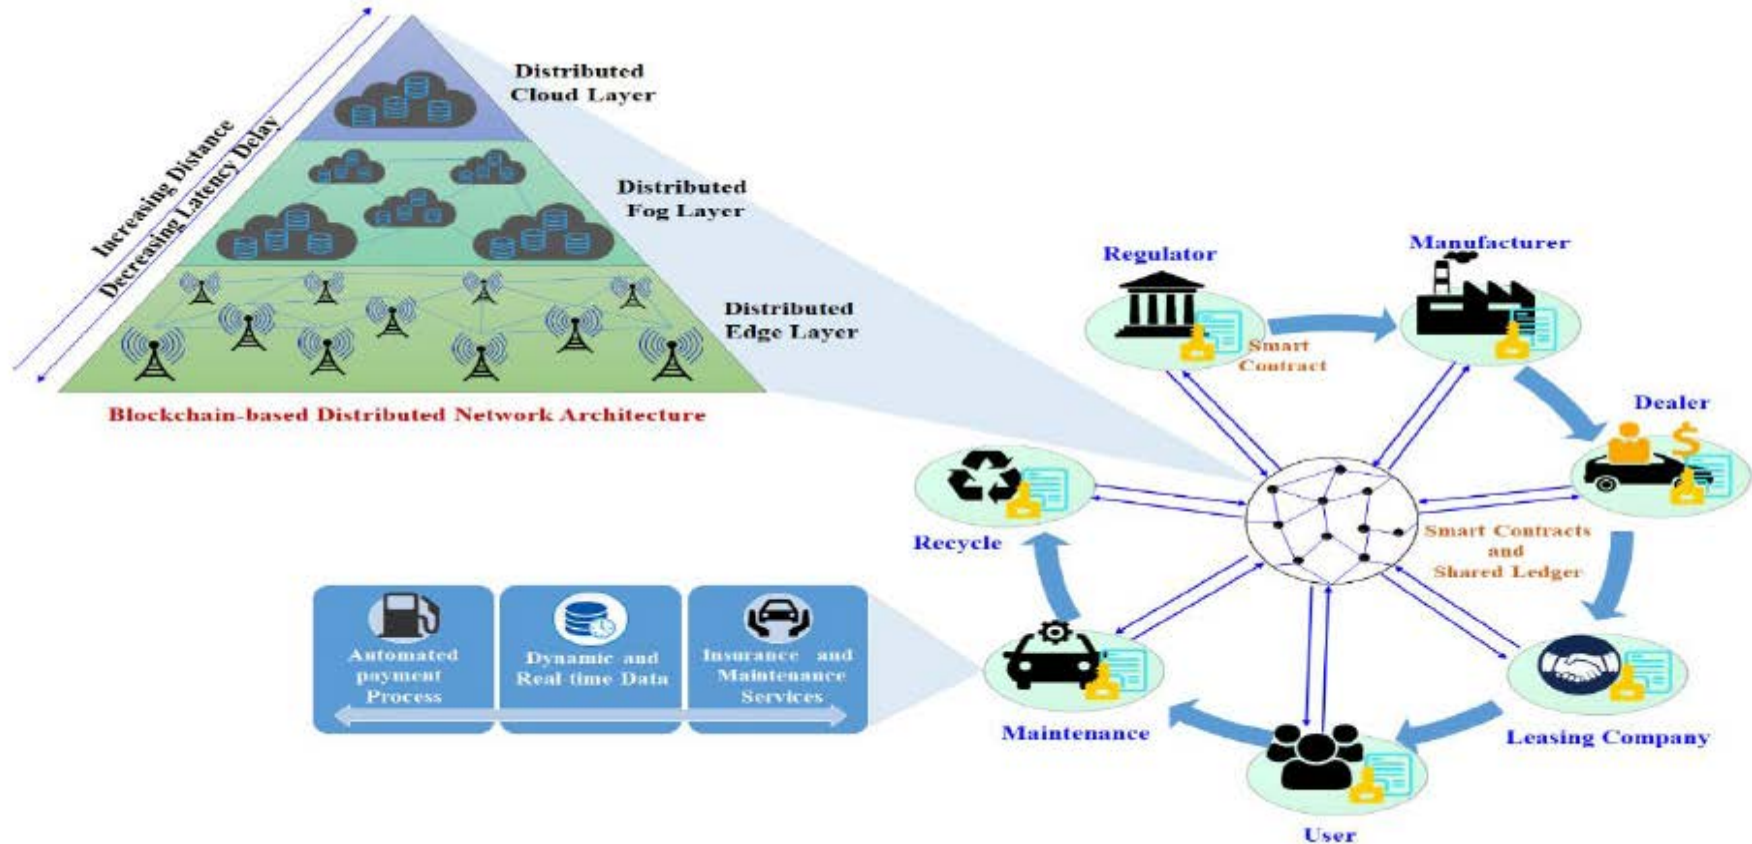 Distributed
Cloud Layer
Increasing Distance
Decreasing Latency Delay
Distributed
Fog Layer
Distributed
Edge Layer
Blockchain-based Distributed Network Architecture
Regulator
Manufacturer
Smart
Contract
Dealer
$
Recycle
Smart Contracts
and
Shared Ledger
Automated
payment
Process
Dynamic and
Real-time Data
Insurance and
Maintenance
Services
Maintenance
Leasing Company
User